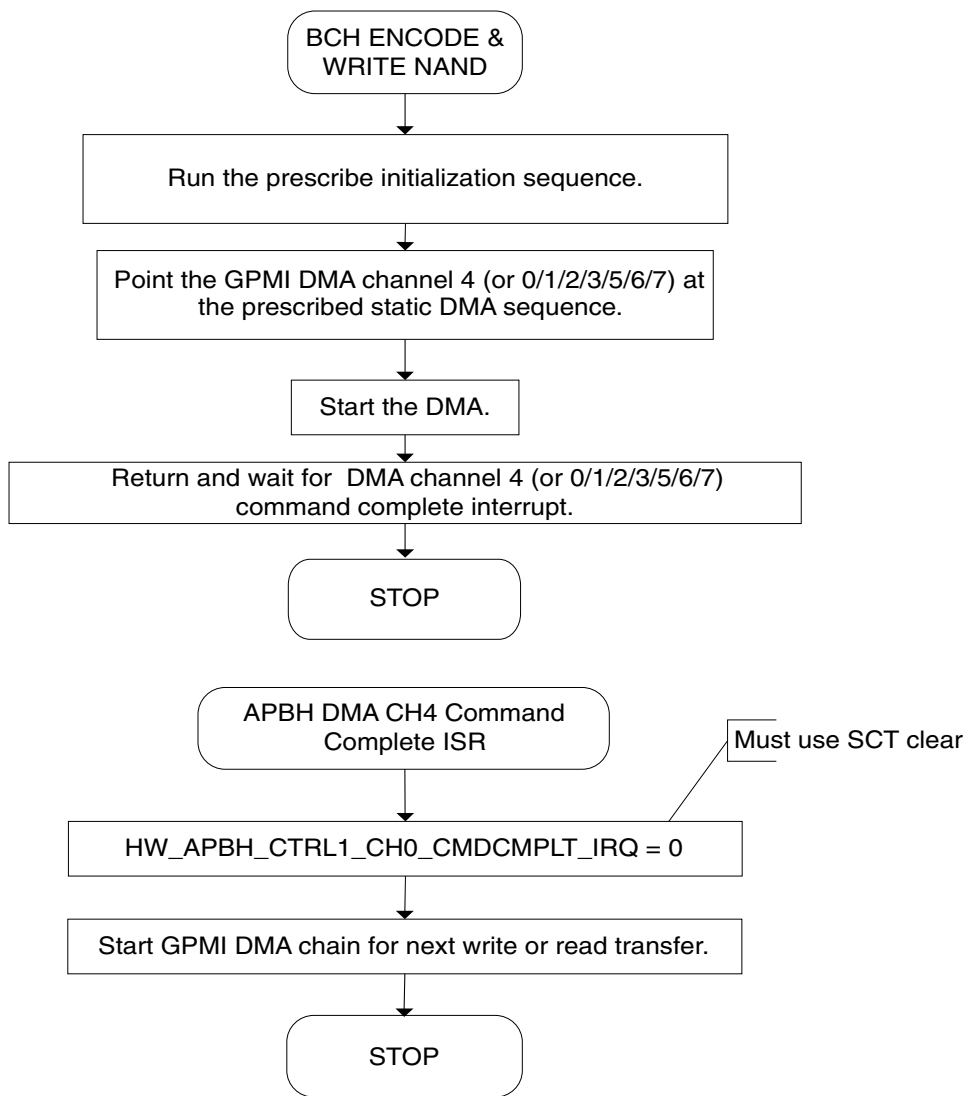 BCH ENCODE &
WRITE NAND
Run the prescribe initialization sequence.
Point the GPMI DMA channel 4 (or 0/1/2/3/5/6/7) at
the prescribed static DMA sequence.
Start the DMA.
Return and wait for DMA channel 4 (or 0/1/2/3/5/6/7)
command complete interrupt.
STOP
APBH DMA CH4 Command
Complete ISR
Must use SCT clear
HW_APBH_CTRL1_CH0_CMDCMPLT_IRQ = 0
Start GPMI DMA chain for next write or read transfer.
STOP